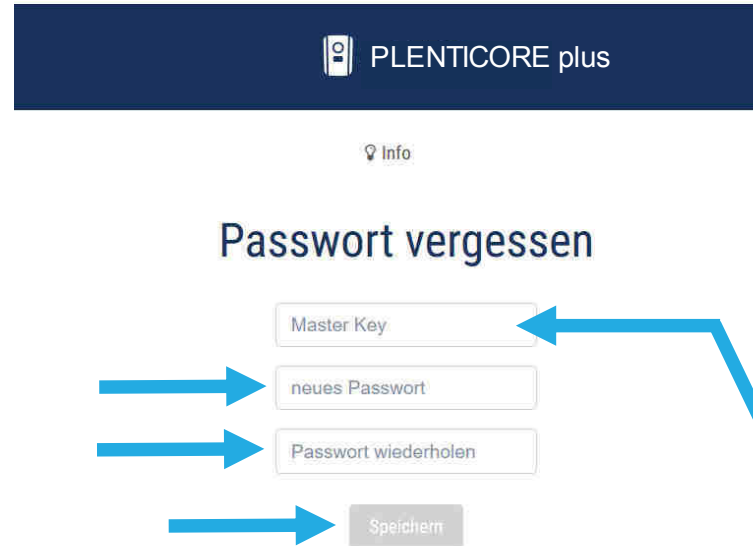 PLENTICORE plus
Info
Passwort vergessen
Master Key
neues Passwort
Passwort wiederholen
Speichern